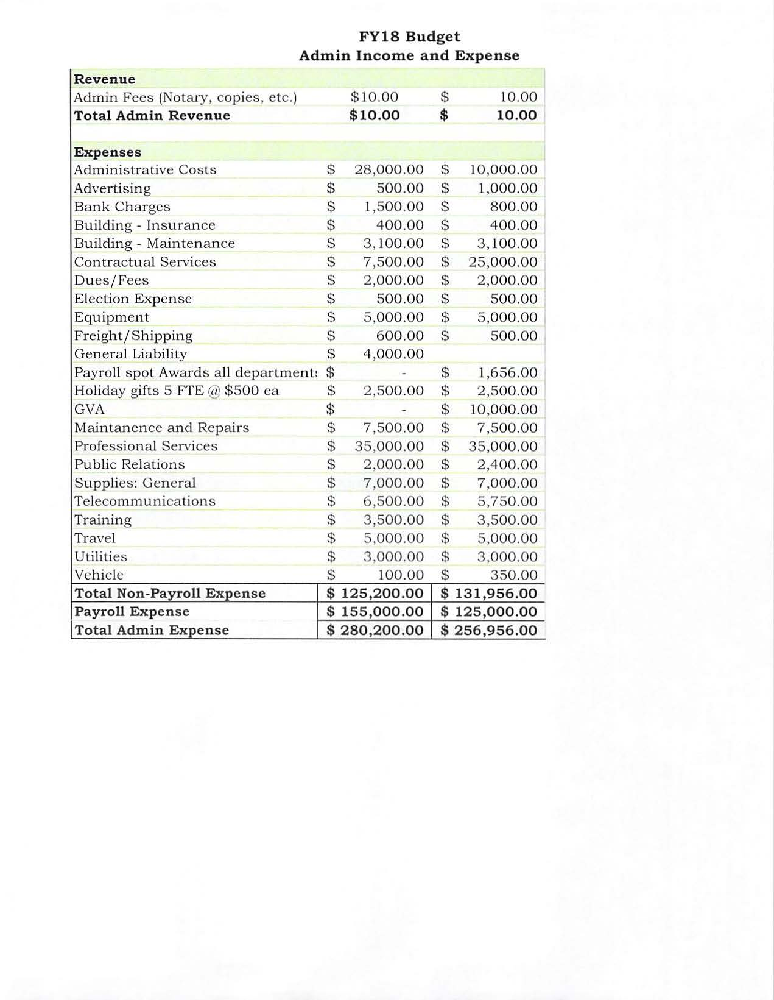 FY18 Budget
Admin Income and Expense
Revenue
Admin Fees (Notary, copies, etc.) $10.00 $ 10.00
Total Admin Revenue $10.00 $ 10.00
Expenses
Administrative Costs $ 28,000.00 $ 10,000.00
Advertising $ 500.00 $ 1,000.00
Bank Charges $ 1,500.00 $ 800.00
Building - Insurance $ 400.00 $ 400.00
Building - Maintenance $ 3,100.00 $ 3,100.00
Contractual Services $ 7,500.00 $ 25,000.00
Dues/Fees $ 2,000.00 $ 2,000.00
Election Expense $ 500.00 $ 500.00
Equipment $ 5,000.00 $ 5,000.00
Freight/Shipping $ 600.00 $ 500.00
General Liability $ 4,000.00
Payroll spot Awards all department: $ - $ 1,656.00
Holiday gifts 5 FTE @ $500 ea $ 2,500.00 $ 2,500.00
GVA $ - $ 10,000.00
Maintanence and Repairs $ 7,500.00 $ 7,500.00
Professional Services $ 35,000.00 $ 35,000.00
Public Relations $ 2,000.00 $ 2,400.00
Supplies: General $ 7,000.00 $ 7,000.00
Telecommunications $ 6,500.00 $ 5,750.00
Training $ 3,500.00 $ 3,500.00
Travel $ 5,000.00 $ 5,000.00
Utilities $ 3,000.00 $ 3,000.00
Vehicle $ 100.00 $ 350.00
Total Non-Payroll Expense $ 125,200.00 $ 131,956.00
Payroll Expense $ 155,000.00 $ 125,000.00
Total Admin Expense $ 280,200.00 $ 256,956.00